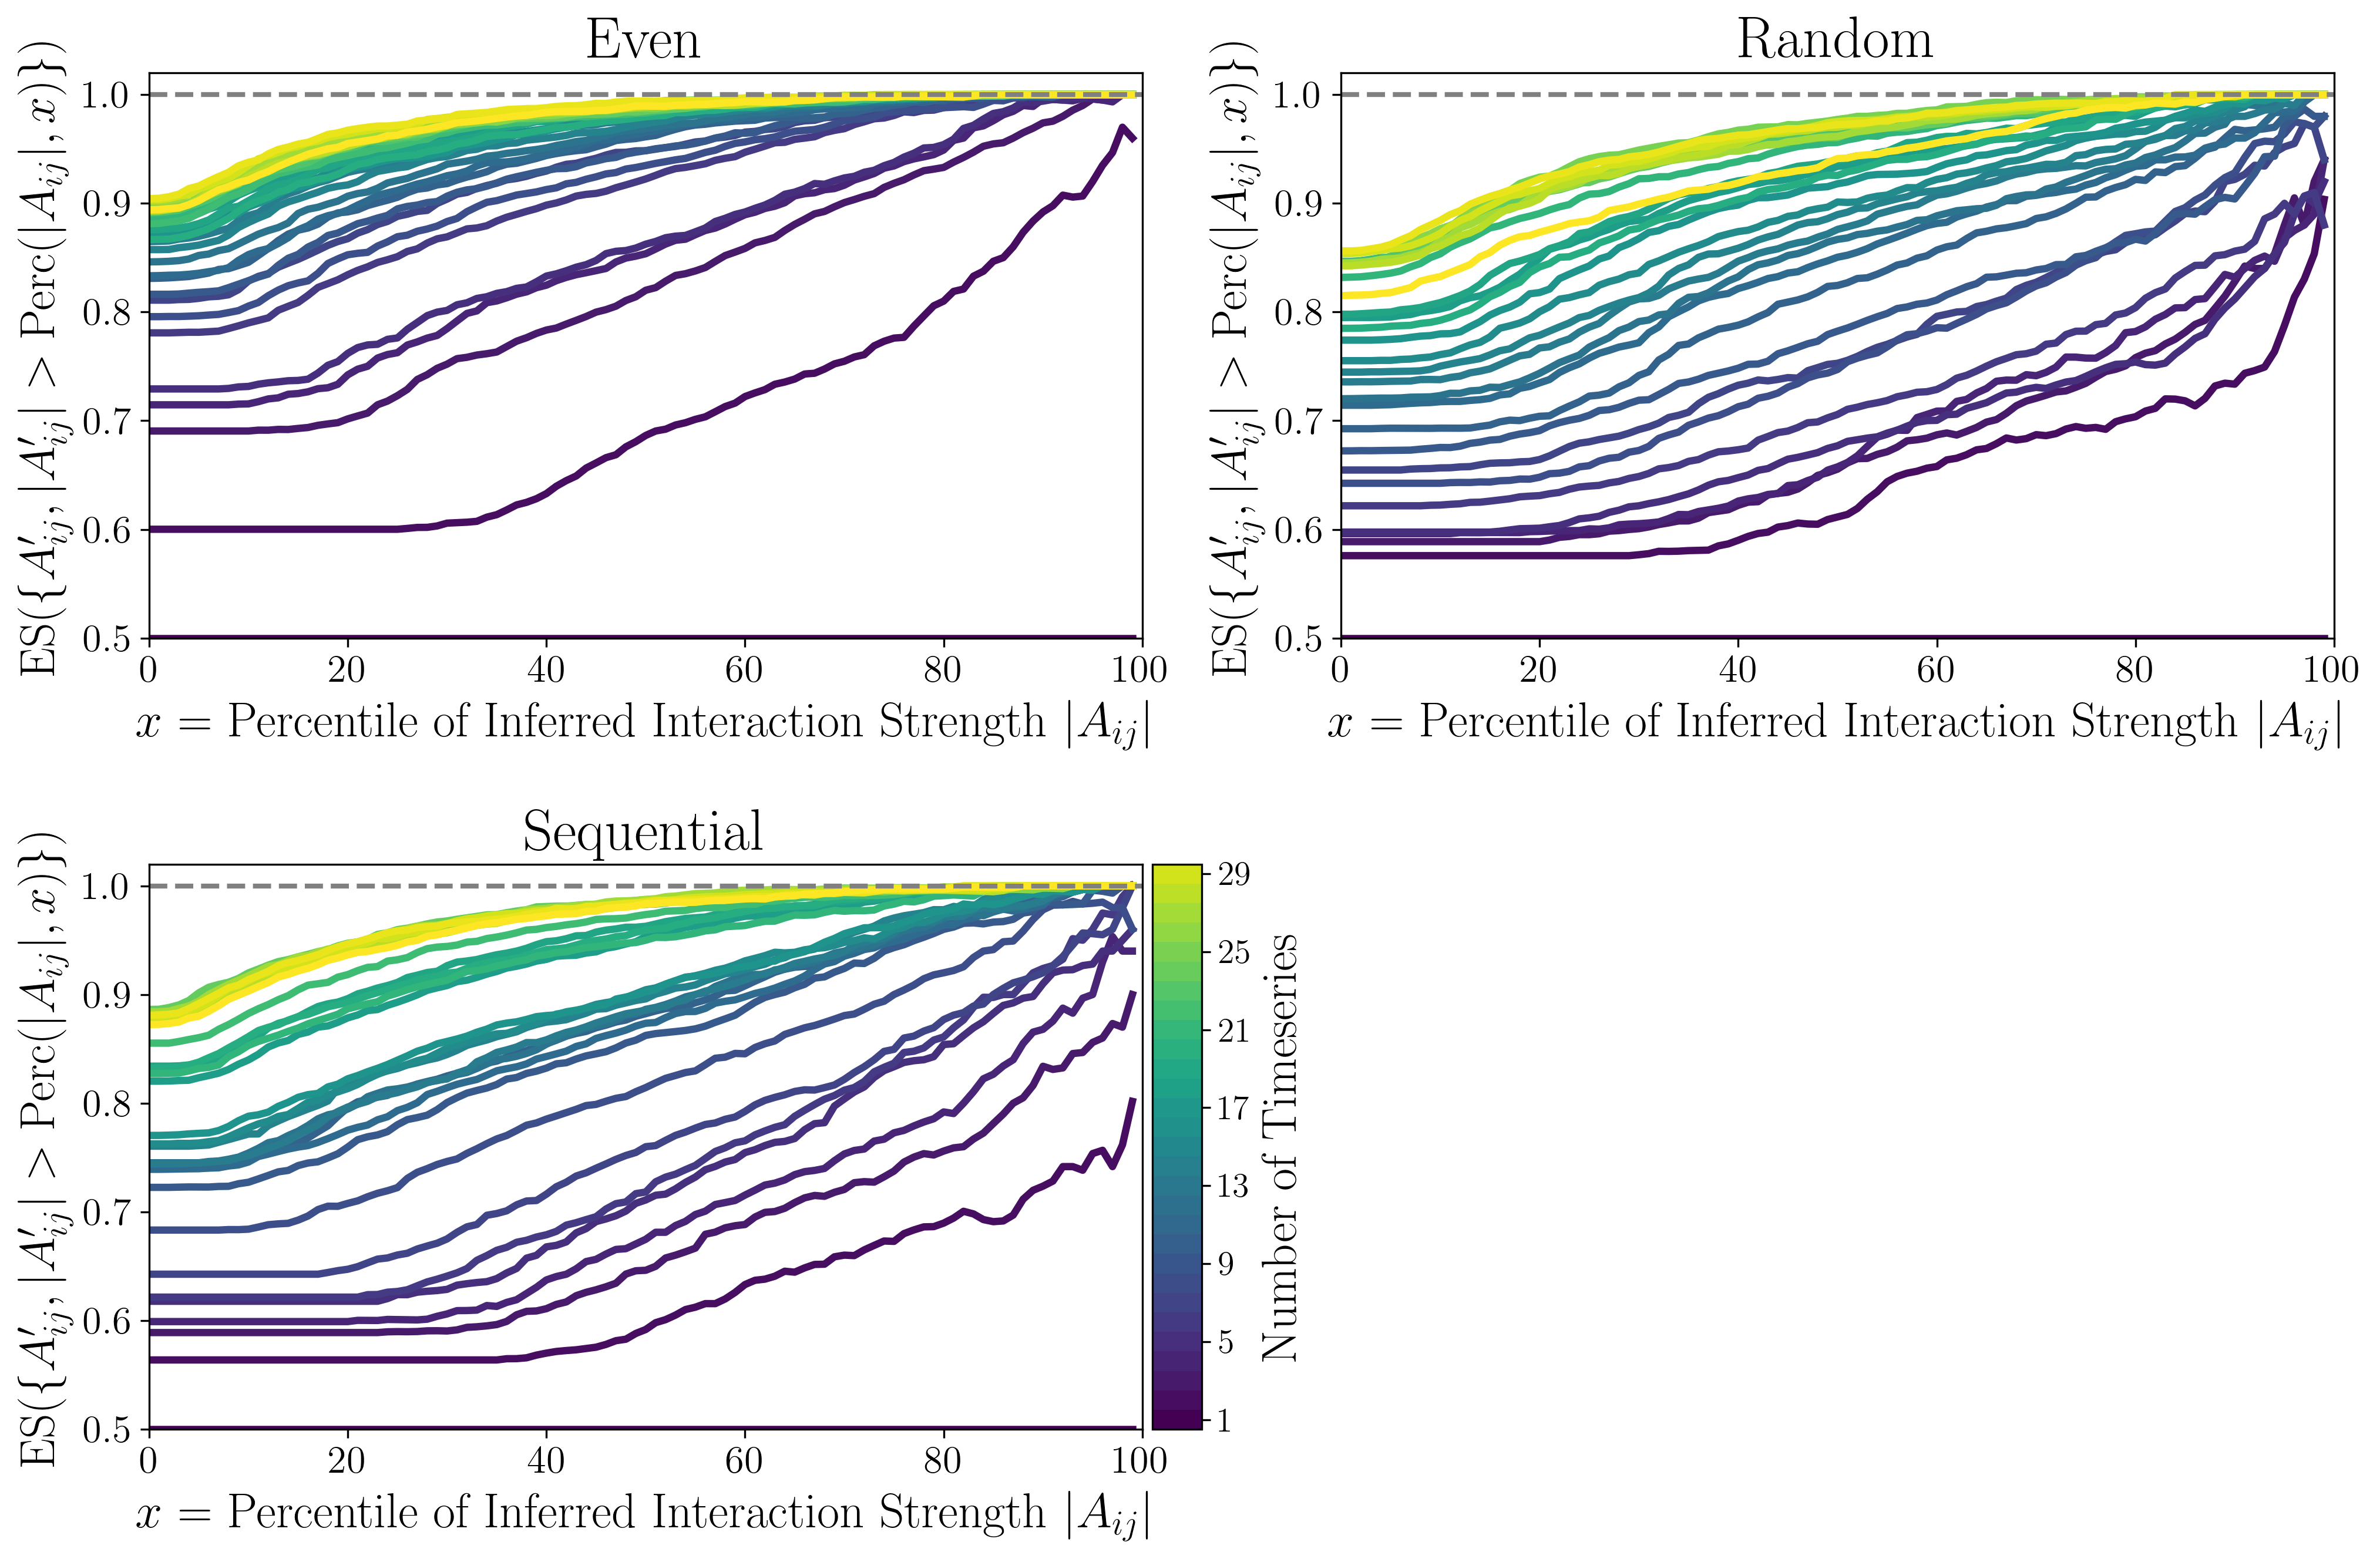 Even
ES({A′ij, |A′ij| > Perc(|Aij|, x)})
1.0
0.9
0.8
0.7
0.6
0.5
0 20 40 60 80 100
x = Percentile of Inferred Interaction Strength |Aij|
Random
ES({A′ij, |A′ij| > Perc(|Aij|, x)})
1.0
0.9
0.8
0.7
0.6
0.5
0 20 40 60 80 100
x = Percentile of Inferred Interaction Strength |Aij|
Sequential
ES({A′ij, |A′ij| > Perc(|Aij|, x)})
1.0
0.9
0.8
0.7
0.6
0.5
0 20 40 60 80 100
x = Percentile of Inferred Interaction Strength |Aij|
29
25
21
17
13
9
5
1
Number of Timeseries